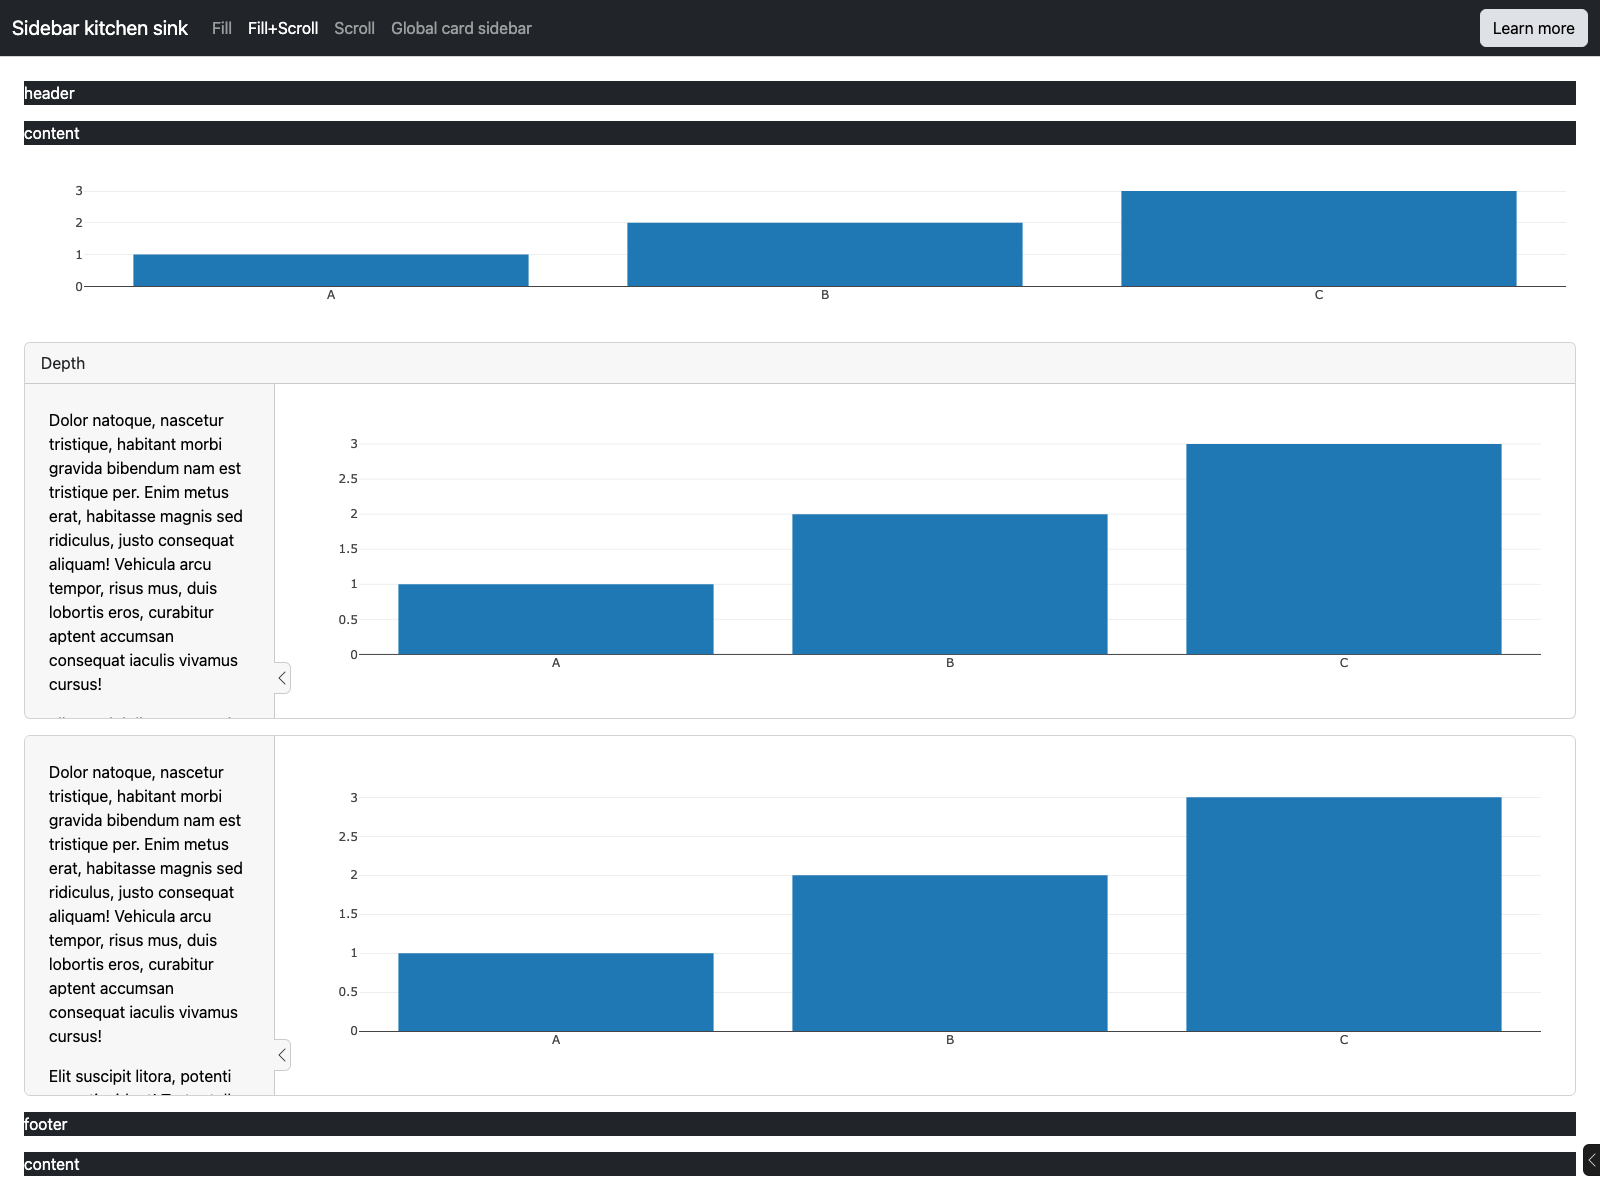 Sidebar kitchen sink Fill Fill+Scroll Scroll Global card sidebar Learn more
header
content
3
2
1
0
A B C
Depth
Dolor natoque, nascetur
tristique, habitant morbi
gravida bibendum nam est
tristique per. Enim metus
erat, habitasse magnis sed
ridiculus, justo consequat
aliquam! Vehicula arcu
tempor, risus mus, duis
lobortis eros, curabitur
aptent accumsan
consequat iaculis vivamus
cursus!
3
2.5
2
1.5
1
0.5
0
A B C
Dolor natoque, nascetur
tristique, habitant morbi
gravida bibendum nam est
tristique per. Enim metus
erat, habitasse magnis sed
ridiculus, justo consequat
aliquam! Vehicula arcu
tempor, risus mus, duis
lobortis eros, curabitur
aptent accumsan
consequat iaculis vivamus
cursus!
Elit suscipit litora, potenti
3
2.5
2
1.5
1
0.5
0
A B C
footer
content